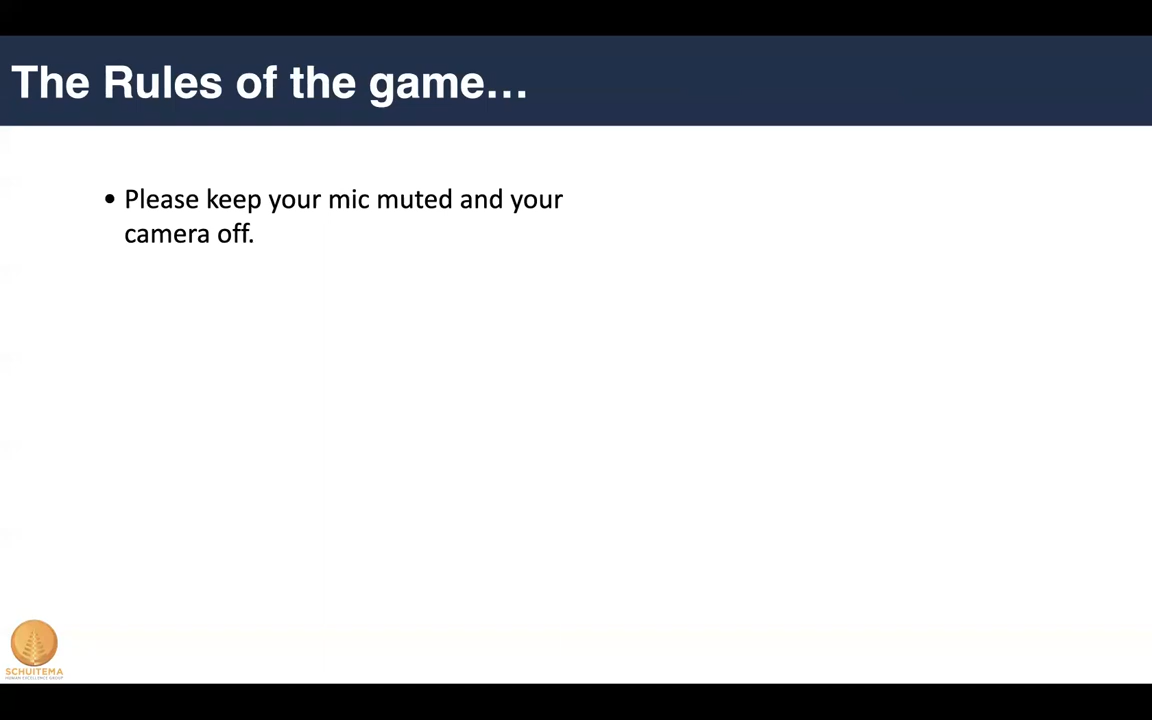 The Rules of the game…
• Please keep your mic muted and your
camera off.
SCHUITEMA
HUMAN EXCELLENCE GROUP